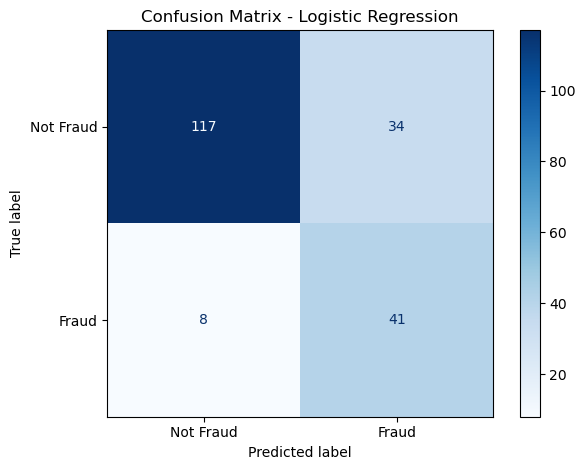 Confusion Matrix - Logistic Regression
True label
Not Fraud
Fraud
117
34
8
41
Not Fraud
Fraud
Predicted label
100
80
60
40
20